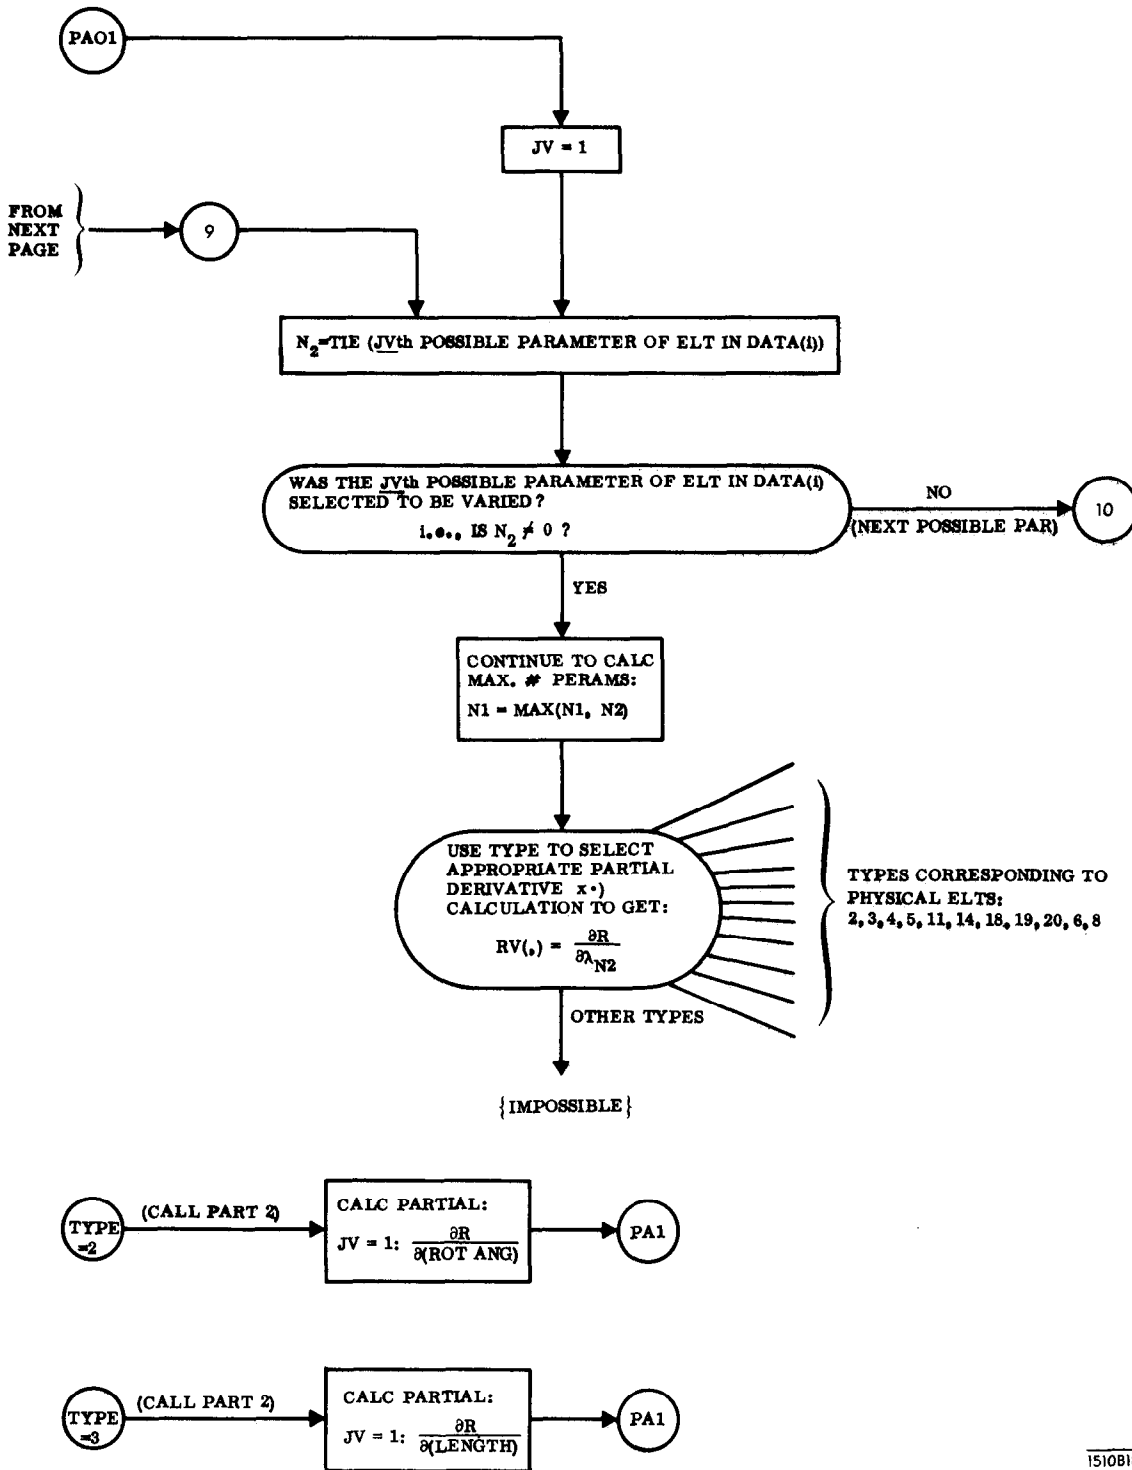 PAO1
JV = 1
FROM
NEXT
PAGE
9
N2=TIE (JVth POSSIBLE PARAMETER OF ELT IN DATA(i))
WAS THE JVth POSSIBLE PARAMETER OF ELT IN DATA(i)
SELECTED TO BE VARIED?
i.e., IS N2 ≠ 0 ?
NO
(NEXT POSSIBLE PAR)
10
YES
CONTINUE TO CALC
MAX. # PERAMS:
N1 = MAX(N1, N2)
USE TYPE TO SELECT
APPROPRIATE PARTIAL
DERIVATIVE x·)
CALCULATION TO GET:
RV(,) = ∂R/∂λN2
TYPES CORRESPONDING TO
PHYSICAL ELTS:
2, 3, 4, 5, 11, 14, 18, 19, 20, 6, 8
OTHER TYPES
{IMPOSSIBLE}
TYPE
=2
(CALL PART 2)
CALC PARTIAL:
JV = 1: ∂R/∂(ROT ANG)
PA1
TYPE
=3
(CALL PART 2)
CALC PARTIAL:
JV = 1: ∂R/∂(LENGTH)
PA1
1510B1